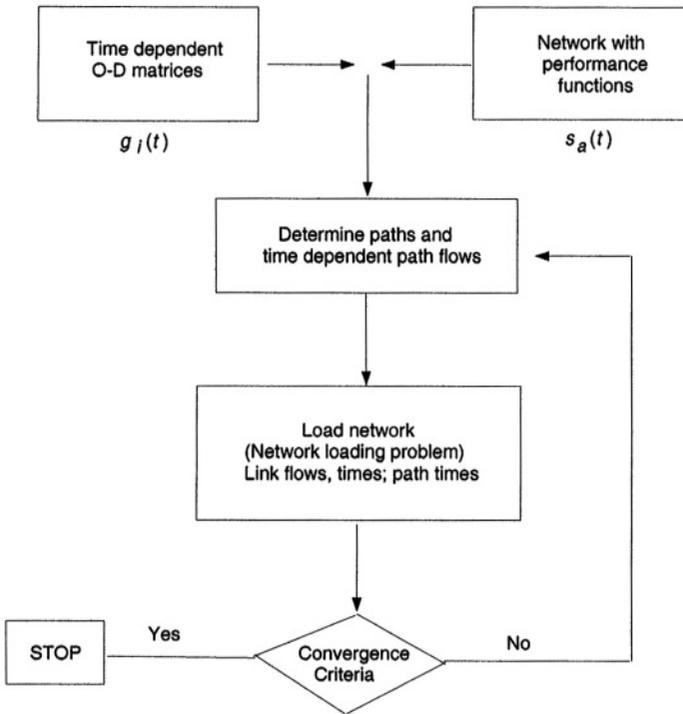 Time dependent
O-D matrices
Network with
performance
functions
g i (t)
s a (t)
Determine paths and
time dependent path flows
Load network
(Network loading problem)
Link flows, times; path times
STOP
Yes
Convergence
Criteria
No